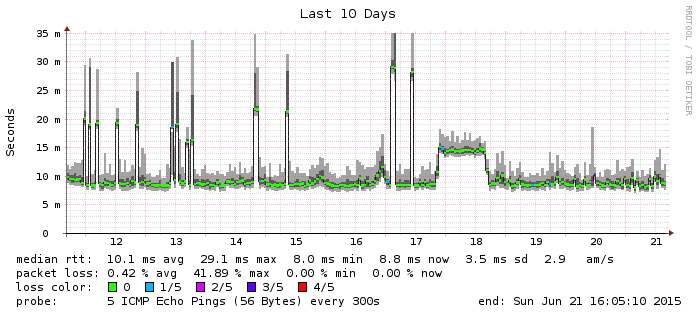 Last 10 Days
RRDTOOL / TOBI OETIKER
Seconds
35 m
30 m
25 m
20 m
15 m
10 m
5 m
0
12 13 14 15 16 17 18 19 20 21
median rtt: 10.1 ms avg 29.1 ms max 8.0 ms min 8.8 ms now 3.5 ms sd 2.9 am/s
packet loss: 0.42 % avg 41.89 % max 0.00 % min 0.00 % now
loss color: 0 1/5 2/5 3/5 4/5
probe: 5 ICMP Echo Pings (56 Bytes) every 300s end: Sun Jun 21 16:05:10 2015